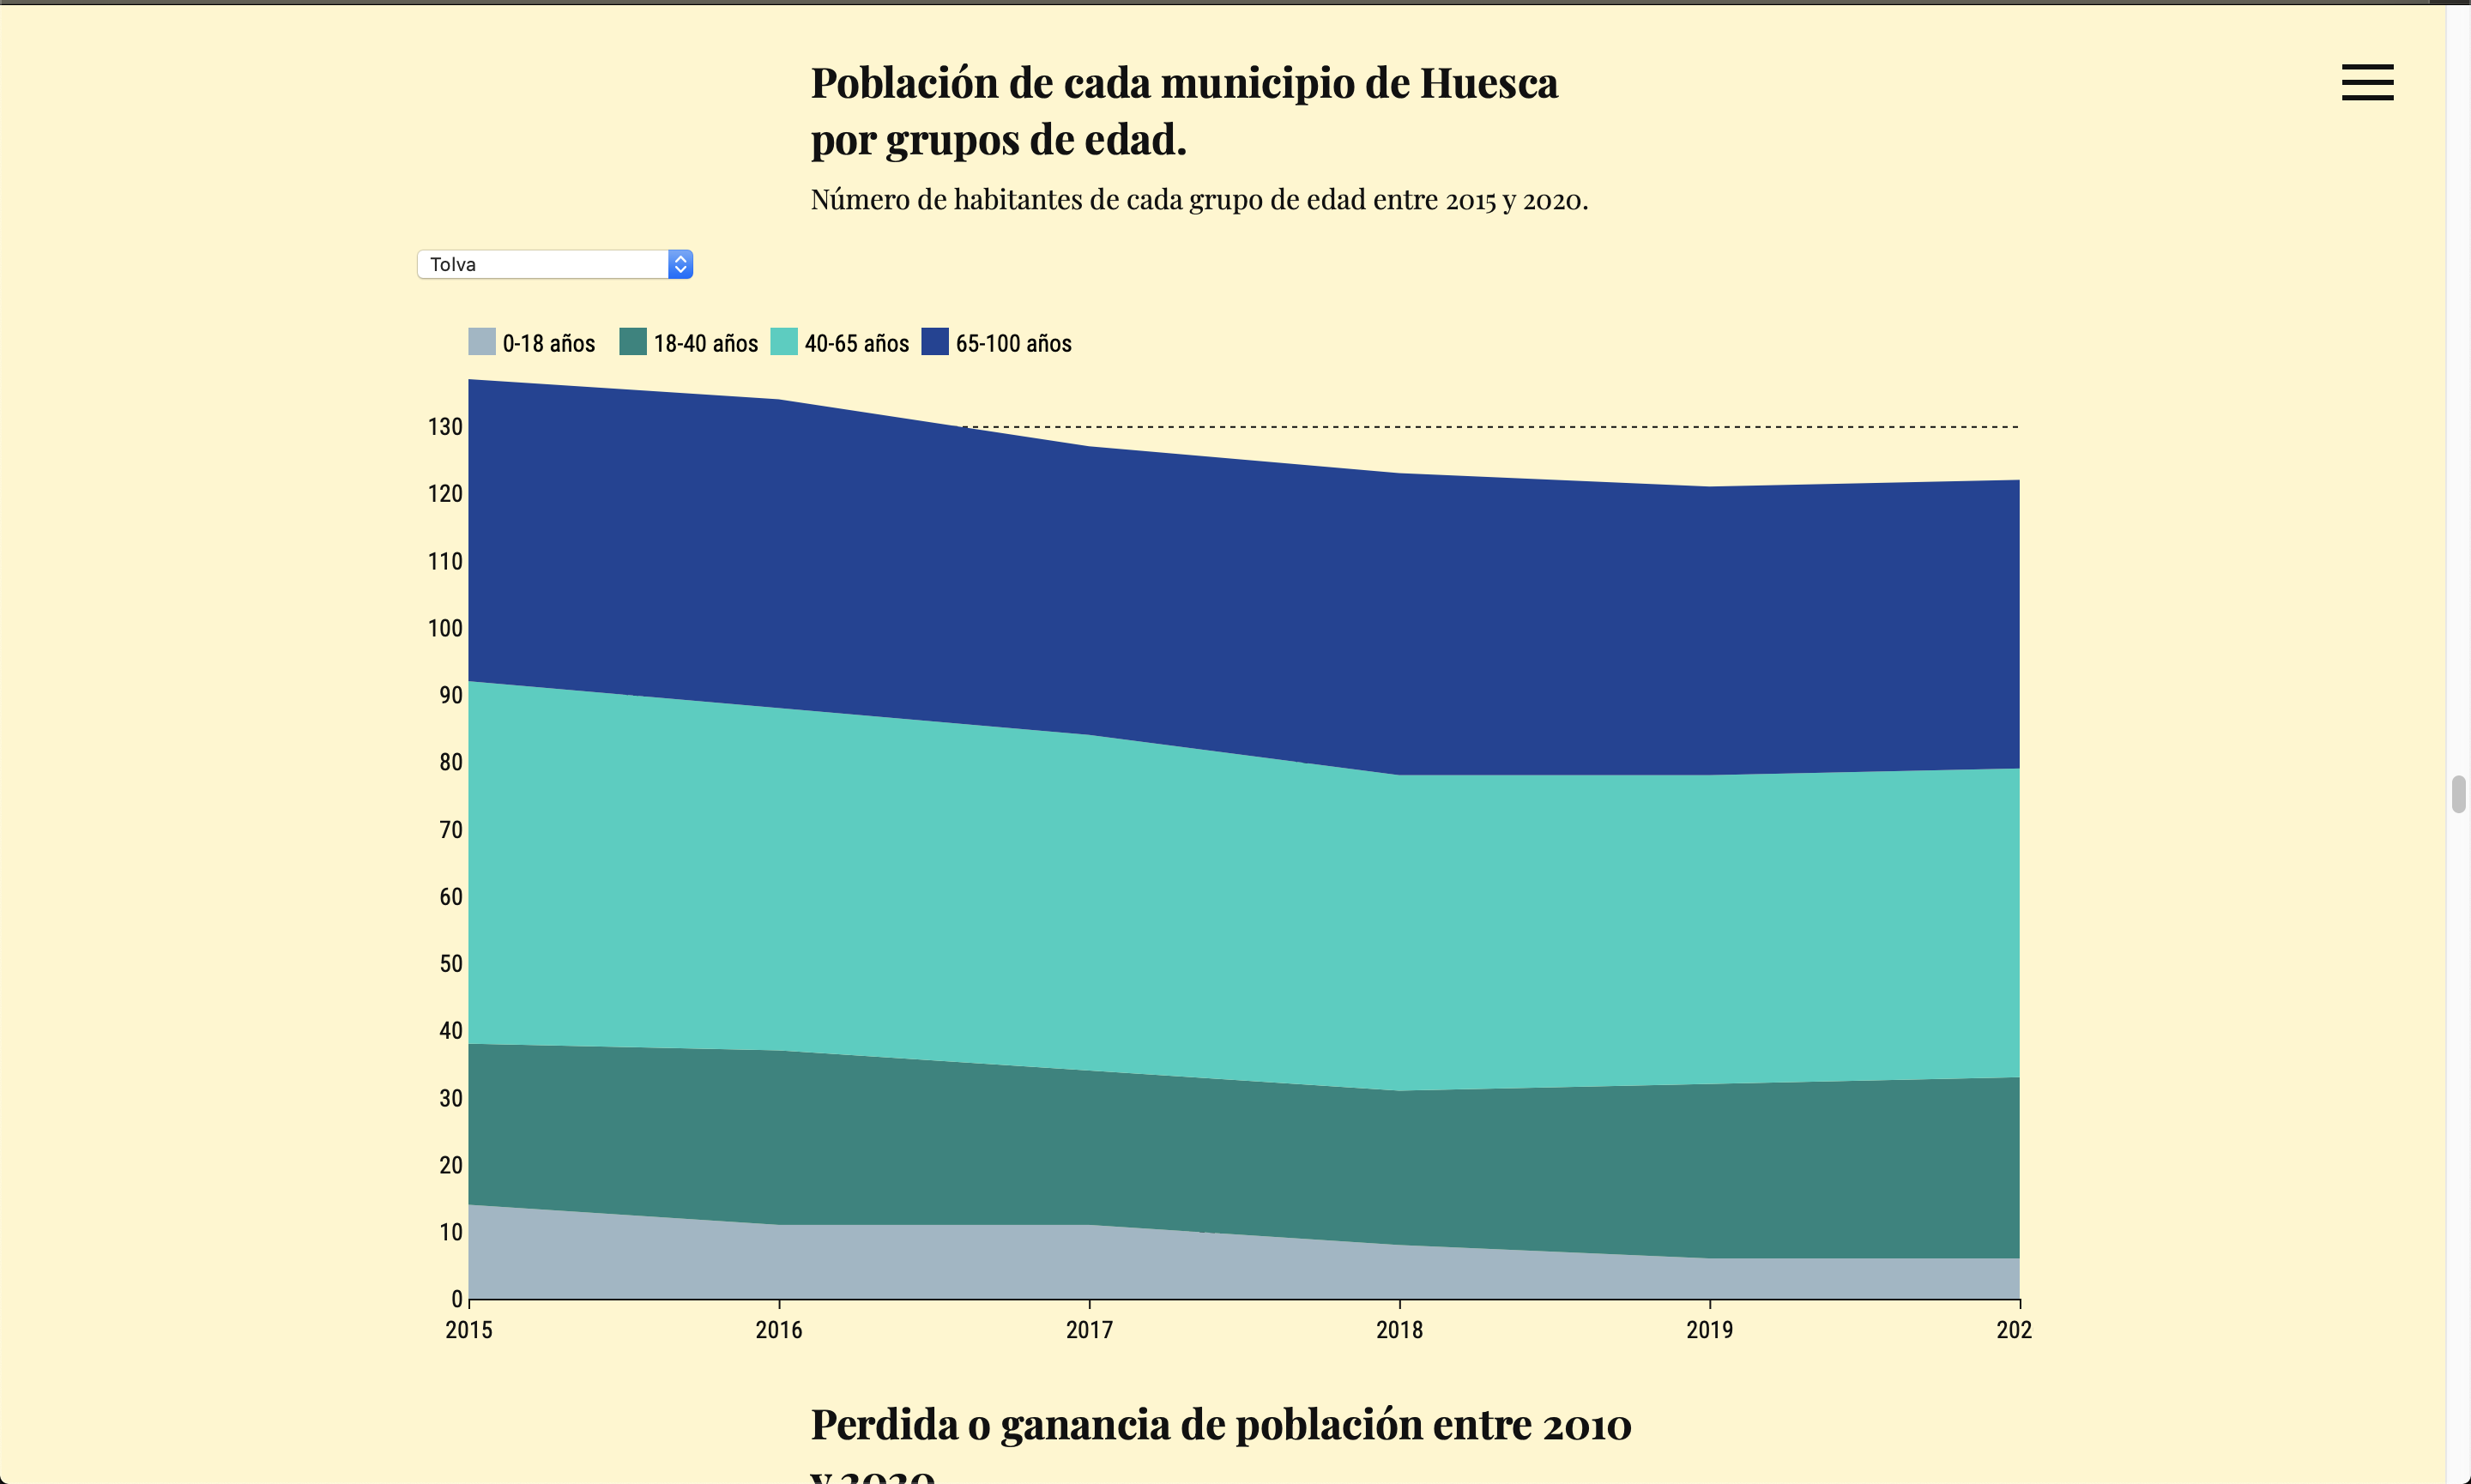 Población de cada municipio de Huesca
por grupos de edad.
Número de habitantes de cada grupo de edad entre 2015 y 2020.
Tolva
0-18 años 18-40 años 40-65 años 65-100 años
130
120
110
100
90
80
70
60
50
40
30
20
10
0
2015 2016 2017 2018 2019 202
Perdida o ganancia de población entre 2010
y 2020